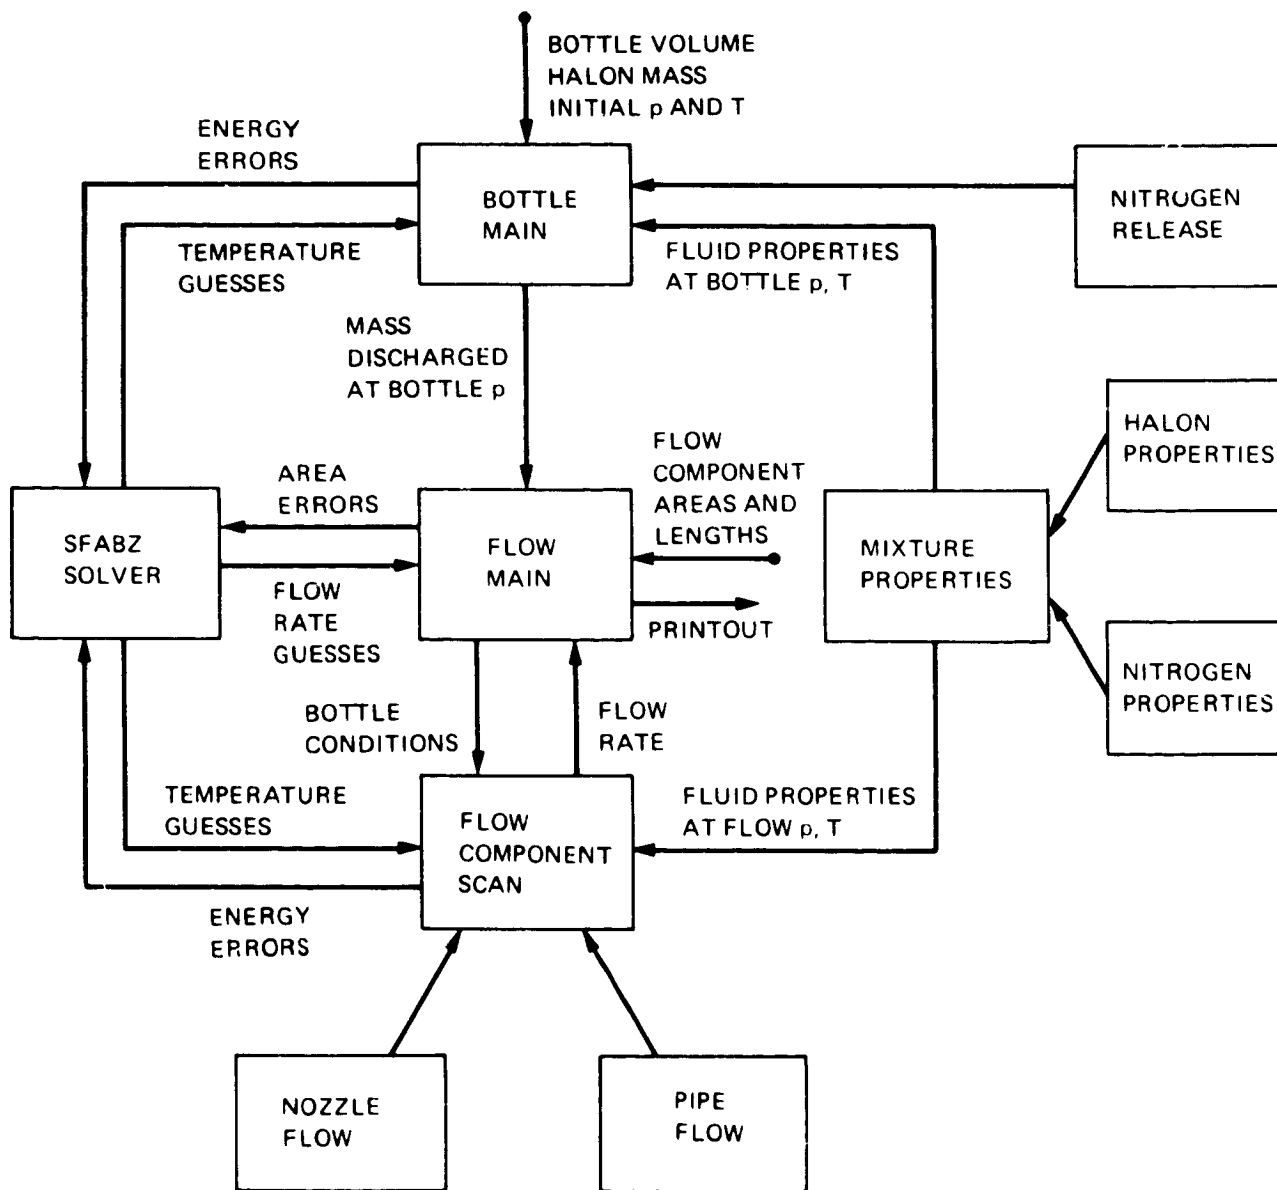 BOTTLE VOLUME
HALON MASS
INITIAL p AND T
ENERGY
ERRORS
BOTTLE
MAIN
NITROGEN
RELEASE
TEMPERATURE
GUESSES
FLUID PROPERTIES
AT BOTTLE p, T
MASS
DISCHARGED
AT BOTTLE p
HALON
PROPERTIES
FLOW
COMPONENT
AREAS AND
LENGTHS
AREA
ERRORS
SFABZ
SOLVER
FLOW
MAIN
MIXTURE
PROPERTIES
FLOW
RATE
GUESSES
PRINTOUT
NITROGEN
PROPERTIES
BOTTLE
CONDITIONS
FLOW
RATE
TEMPERATURE
GUESSES
FLUID PROPERTIES
AT FLOW p, T
FLOW
COMPONENT
SCAN
ENERGY
ERRORS
NOZZLE
FLOW
PIPE
FLOW